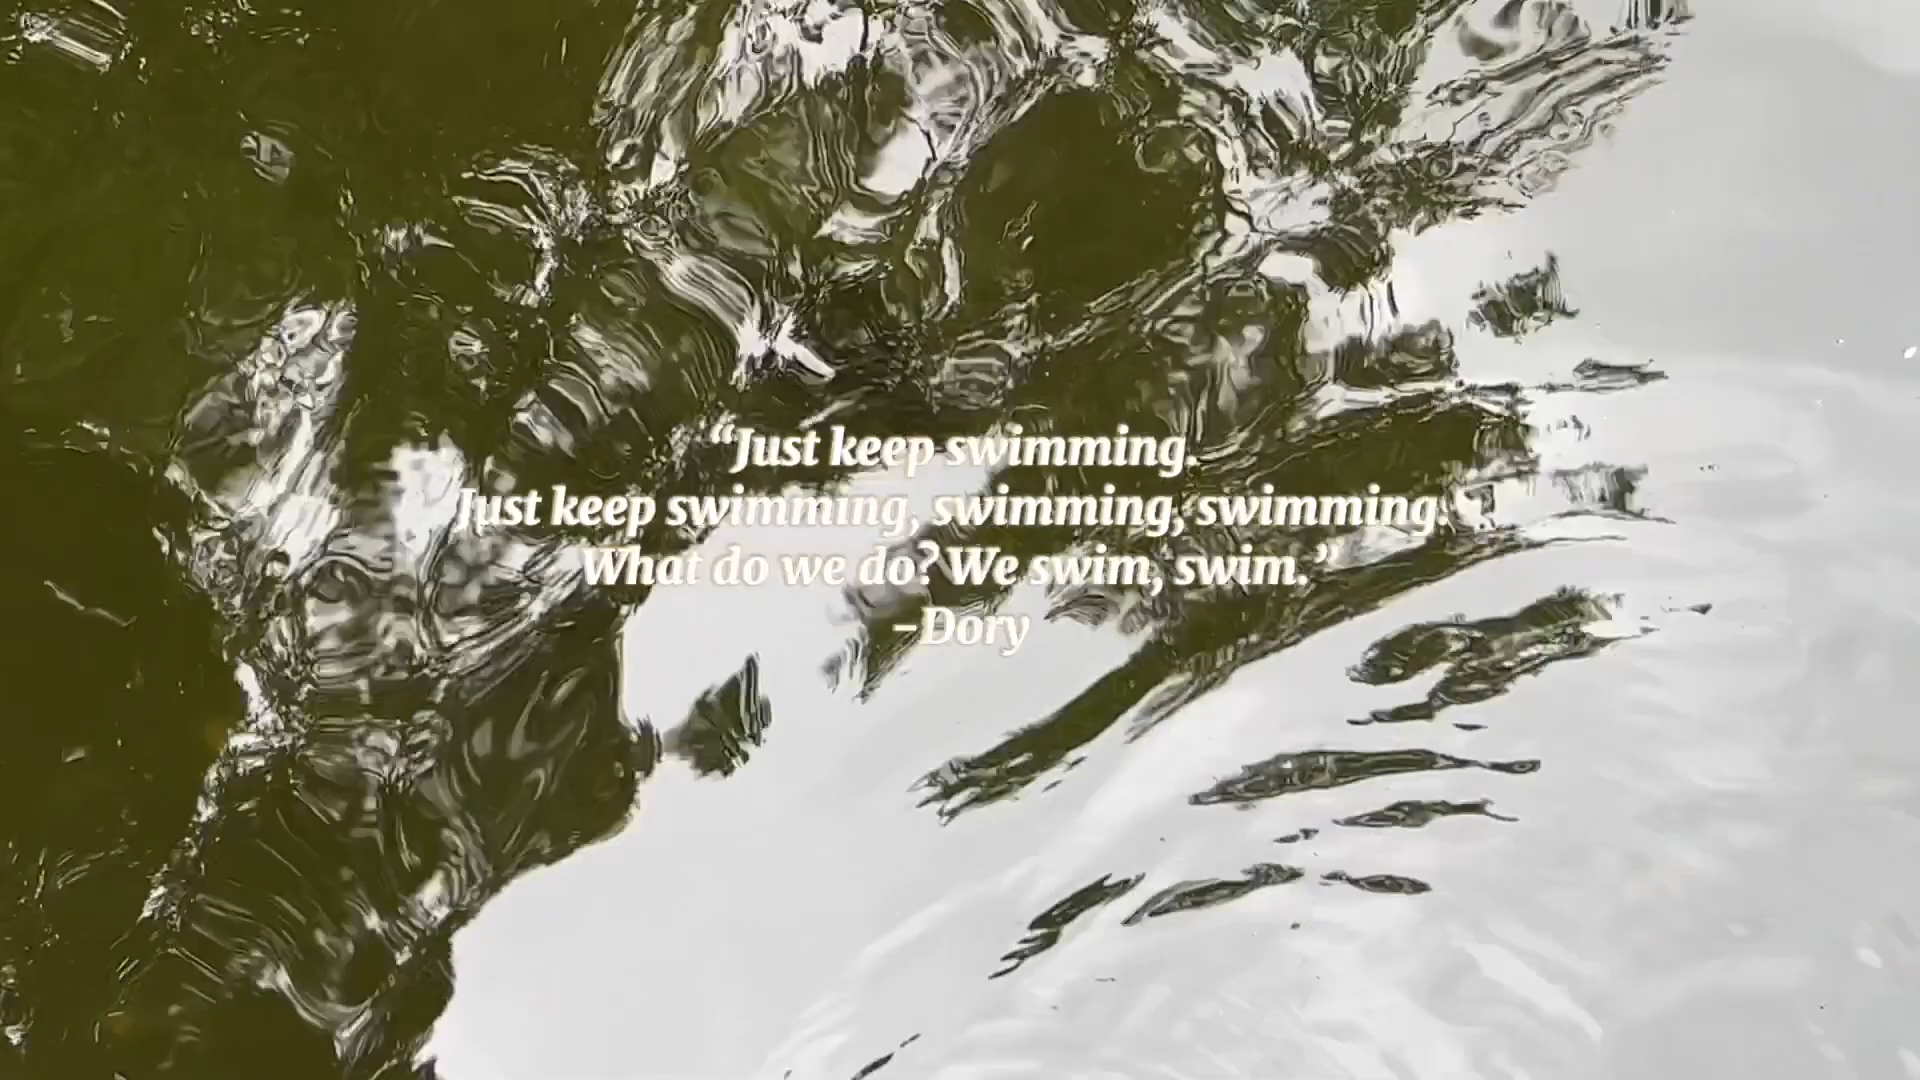 “Just keep swimming.
Just keep swimming, swimming, swimming.
What do we do? We swim, swim.”
–Dory